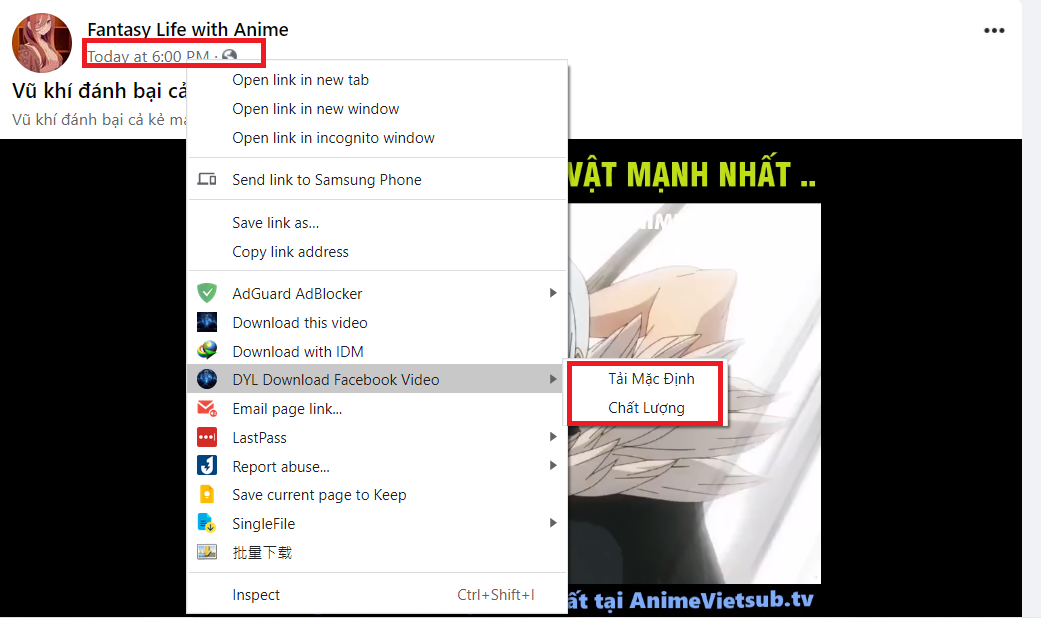 Fantasy Life with Anime
Today at 6:00 PM ·
Vũ khí đánh bại cả
Vũ khí đánh bại cả kẻ
Open link in new tab
Open link in new window
Open link in incognito window
Send link to Samsung Phone
Save link as...
Copy link address
AdGuard AdBlocker
Download this video
Download with IDM
DYL Download Facebook Video
Tải Mặc Định
Chất Lượng
Email page link...
LastPass
Report abuse...
Save current page to Keep
SingleFile
批量下载
Inspect Ctrl+Shift+I
VẬT MẠNH NHẤT ..
tại AnimeVietsub.tv